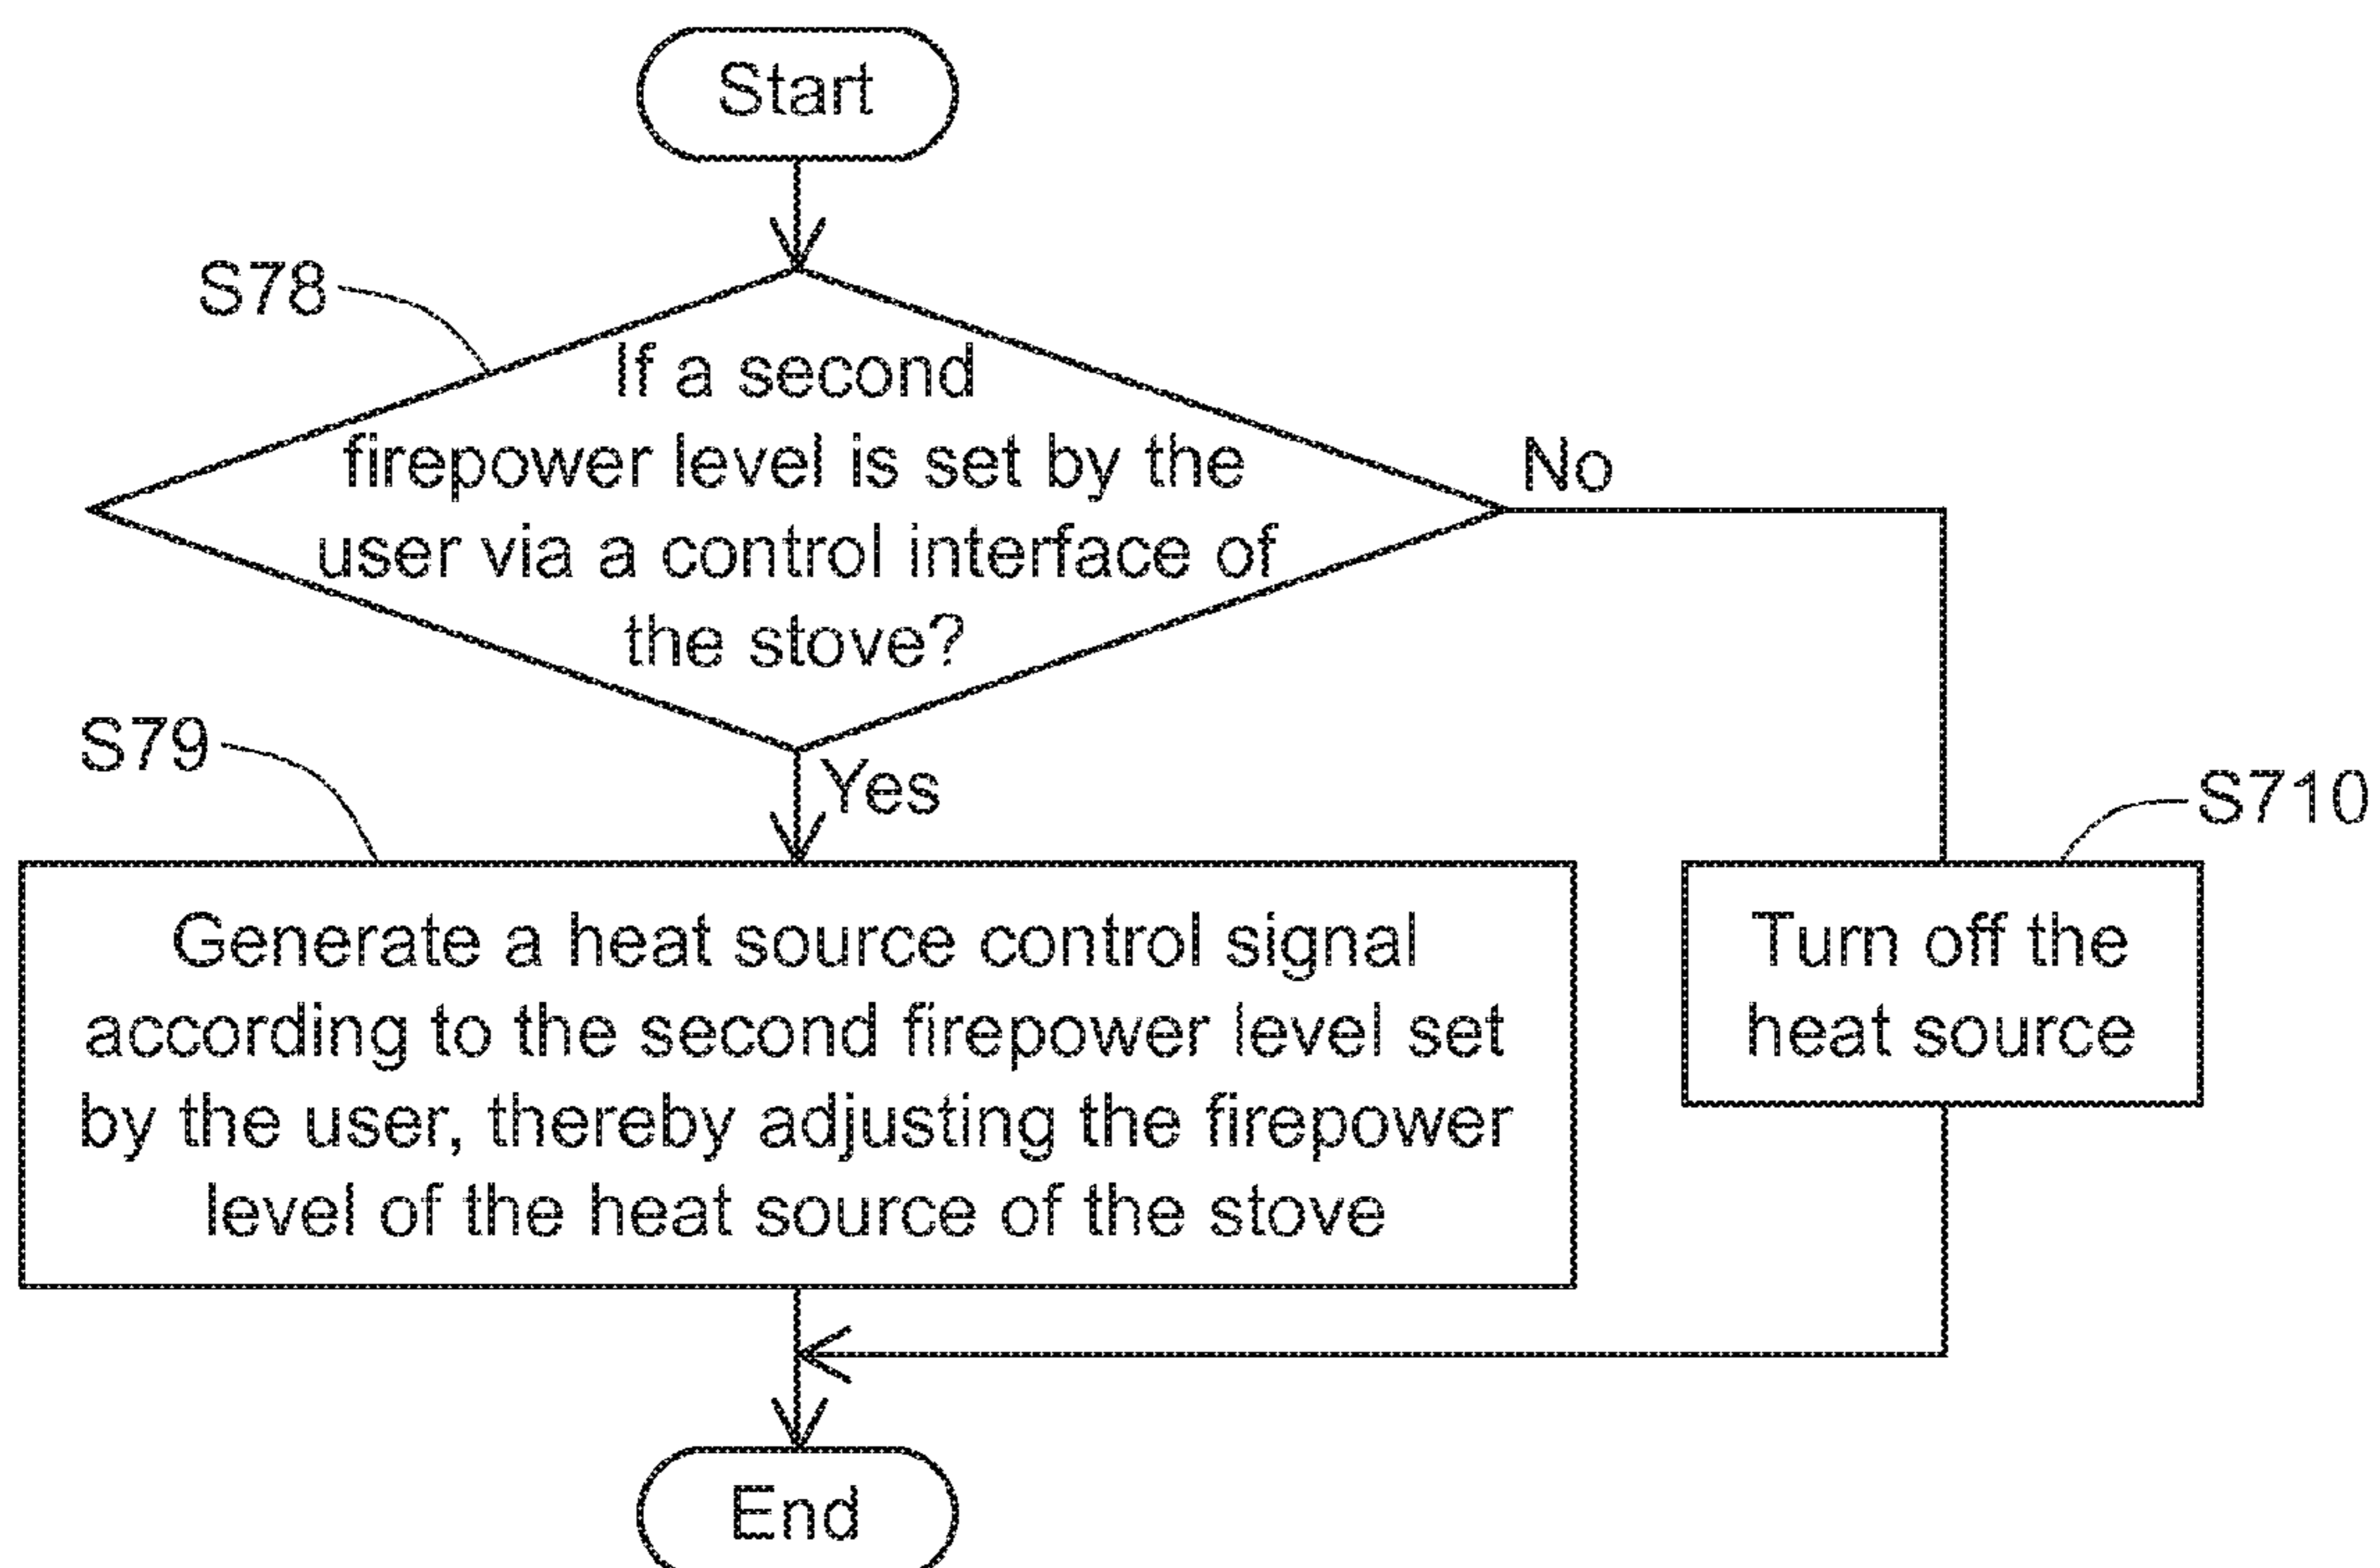 Start
S78
If a second
firepower level is set by the
user via a control interface of
the stove?
No
Yes
S79
Generate a heat source control signal
according to the second firepower level set
by the user, thereby adjusting the firepower
level of the heat source of the stove
S710
Turn off the
heat source
End